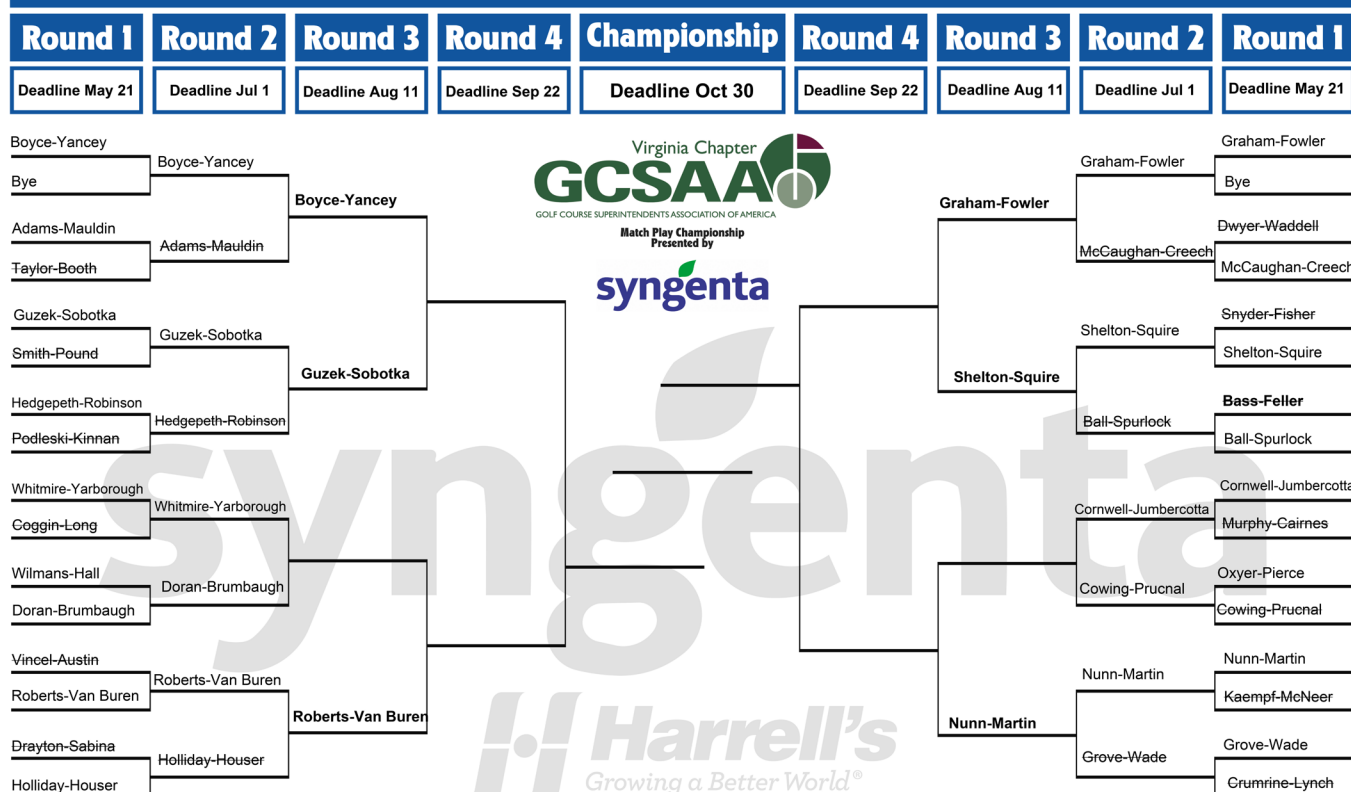 Round 1
Round 2
Round 3
Round 4
Championship
Round 4
Round 3
Round 2
Round 1
Deadline May 21
Deadline Jul 1
Deadline Aug 11
Deadline Sep 22
Deadline Oct 30
Deadline Sep 22
Deadline Aug 11
Deadline Jul 1
Deadline May 21
Boyce-Yancey
Bye
Adams-Mauldin
Taylor-Booth
Guzek-Sobotka
Smith-Pound
Hedgepeth-Robinson
Podleski-Kinnan
Whitmire-Yarborough
Coggin-Long
Wilmans-Hall
Doran-Brumbaugh
Vincel-Austin
Roberts-Van Buren
Drayton-Sabina
Holliday-Houser
Boyce-Yancey
Adams-Mauldin
Guzek-Sobotka
Hedgepeth-Robinson
Whitmire-Yarborough
Doran-Brumbaugh
Roberts-Van Buren
Holliday-Houser
Boyce-Yancey
Guzek-Sobotka
Roberts-Van Buren
Virginia Chapter
GCSAA
GOLF COURSE SUPERINTENDENTS ASSOCIATION OF AMERICA
Match Play Championship
Presented by
syngenta
syngenta
Harrell's
Growing a Better World®
Graham-Fowler
Shelton-Squire
Nunn-Martin
Graham-Fowler
McCaughan-Creech
Shelton-Squire
Ball-Spurlock
Cornwell-Jumbercotta
Cowing-Prucnal
Nunn-Martin
Grove-Wade
Graham-Fowler
Bye
Dwyer-Waddell
McCaughan-Creech
Snyder-Fisher
Shelton-Squire
Bass-Feller
Ball-Spurlock
Cornwell-Jumbercotta
Murphy-Cairnes
Oxyer-Pierce
Cowing-Prucnal
Nunn-Martin
Kaempf-McNeer
Grove-Wade
Crumrine-Lynch